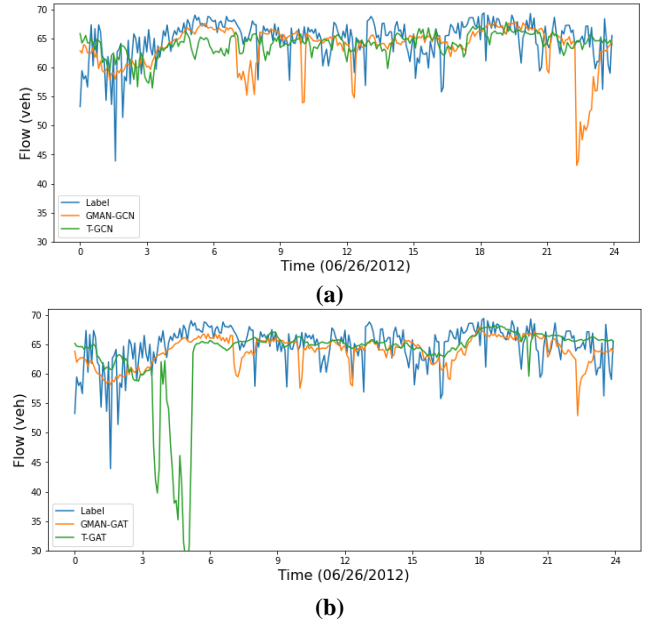 70
65
60
55
50
45
40
35
30
Flow (veh)
Label
GMAN-GCN
T-GCN
0 3 6 9 12 15 18 21 24
Time (06/26/2012)
(a)
70
65
60
55
50
45
40
35
30
Flow (veh)
Label
GMAN-GAT
T-GAT
0 3 6 9 12 15 18 21 24
Time (06/26/2012)
(b)